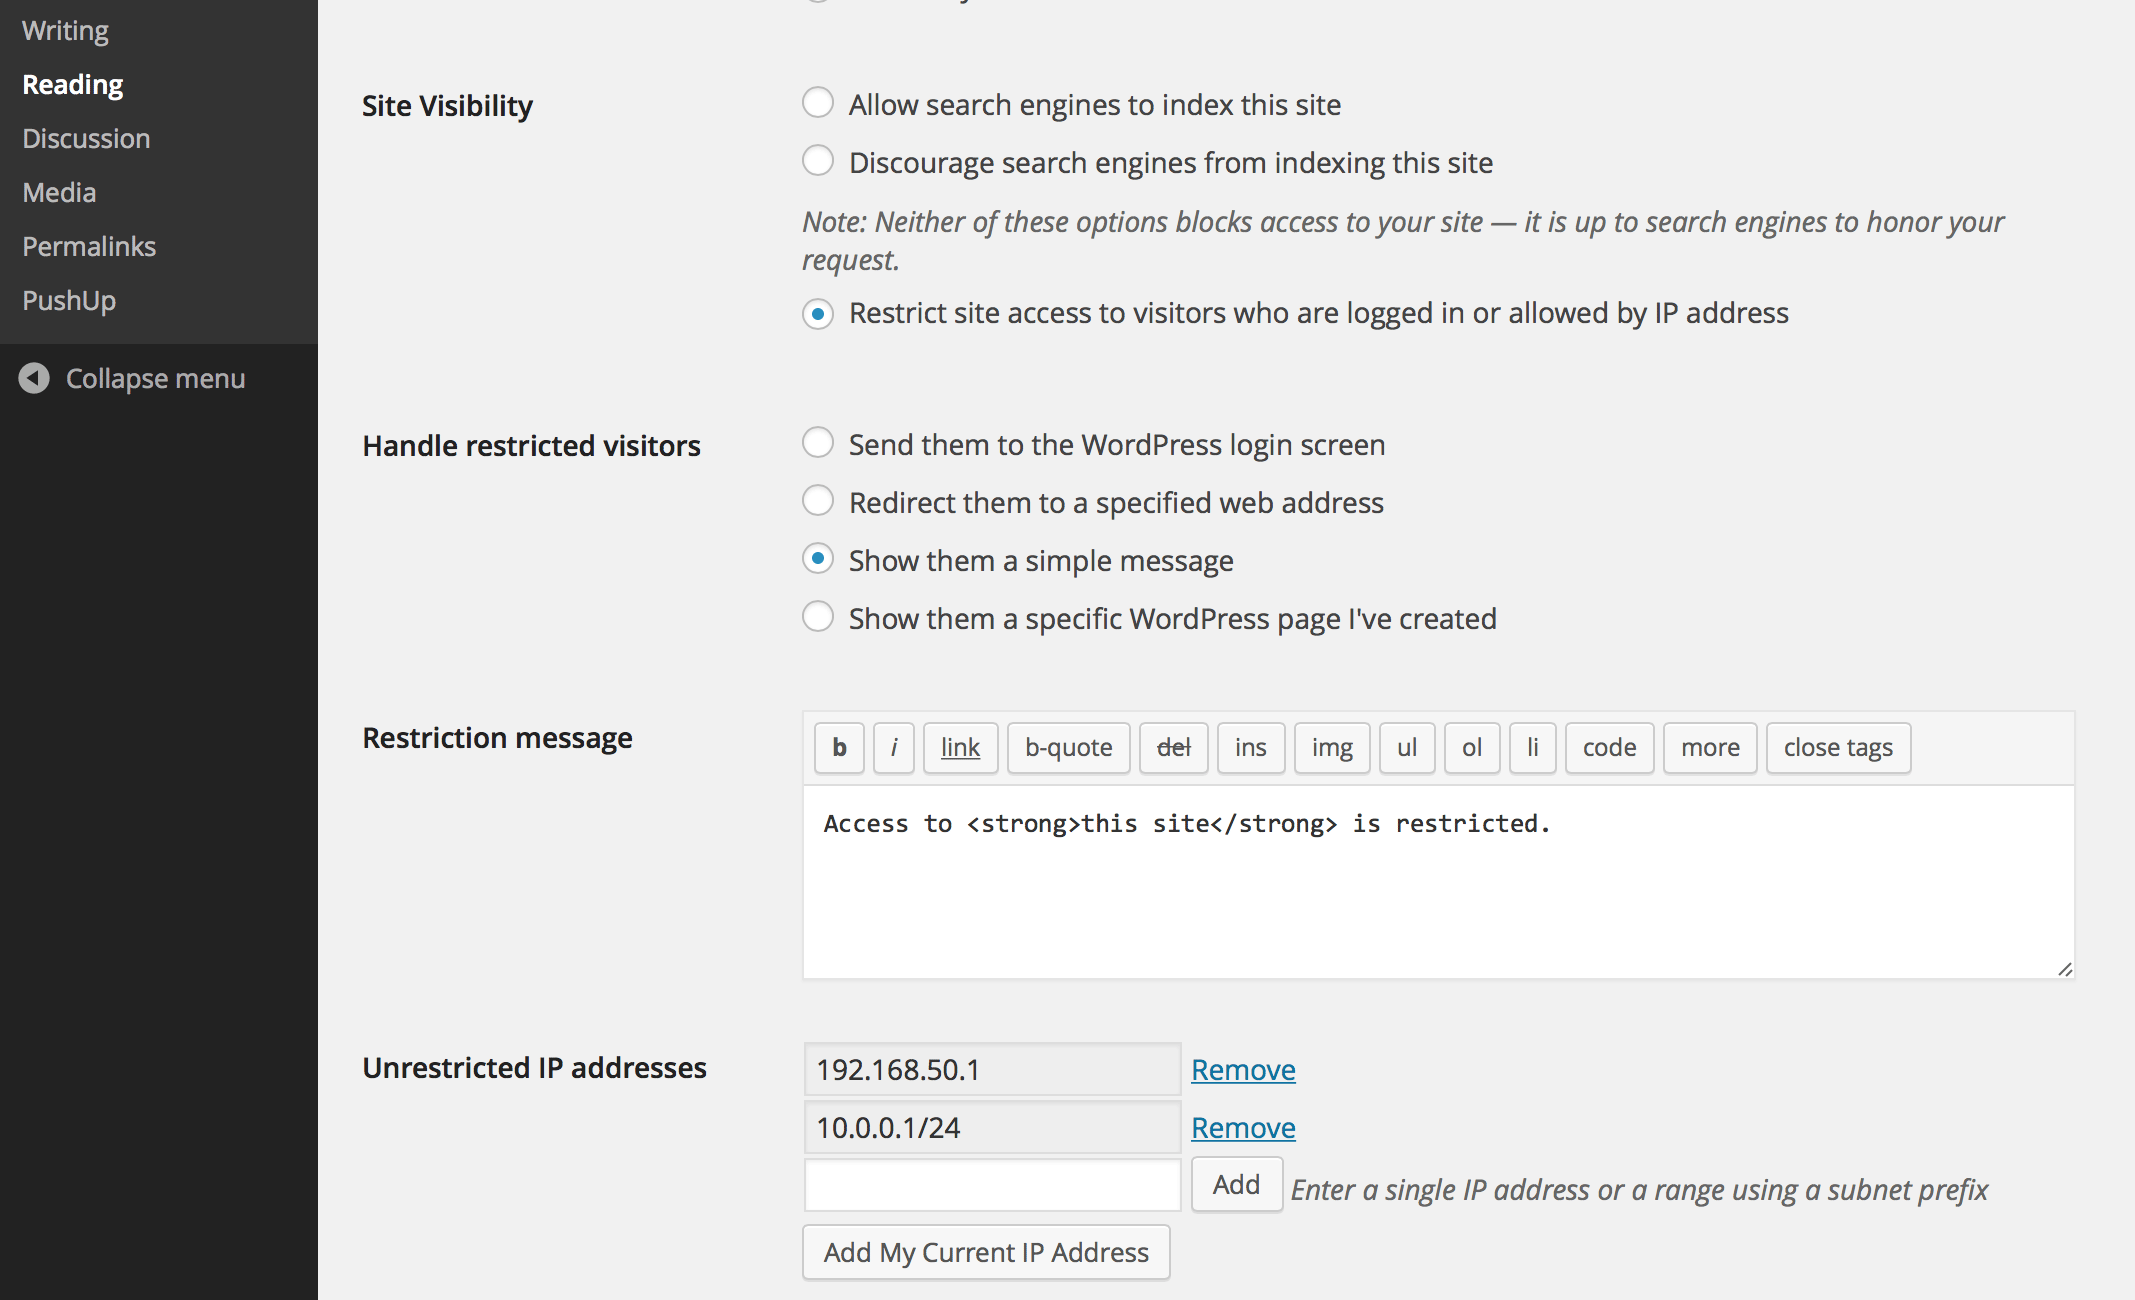 Writing
Reading
Discussion
Media
Permalinks
PushUp
Collapse menu
Site Visibility
Allow search engines to index this site
Discourage search engines from indexing this site
Note: Neither of these options blocks access to your site — it is up to search engines to honor your
request.
Restrict site access to visitors who are logged in or allowed by IP address
Handle restricted visitors
Send them to the WordPress login screen
Redirect them to a specified web address
Show them a simple message
Show them a specific WordPress page I've created
Restriction message
b i link b-quote del ins img ul ol li code more close tags
Access to <strong>this site</strong> is restricted.
Unrestricted IP addresses
192.168.50.1 Remove
10.0.0.1/24 Remove
Add Enter a single IP address or a range using a subnet prefix
Add My Current IP Address